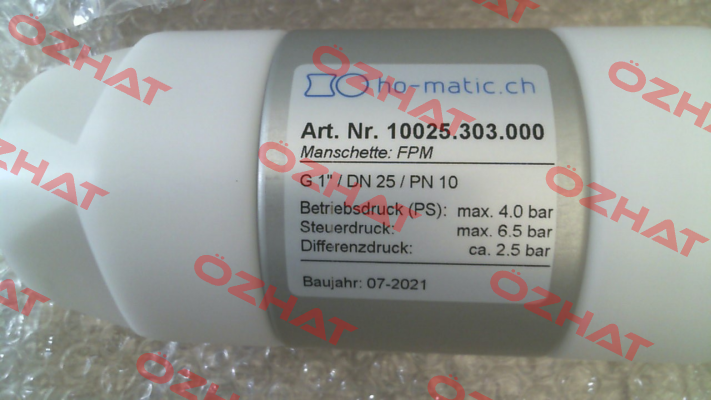 ho-matic.ch
Art. Nr. 10025.303.000
Manschette: FPM
G 1" / DN 25 / PN 10
Betriebsdruck (PS): max. 4.0 bar
Steuerdruck: max. 6.5 bar
Differenzdruck: ca. 2.5 bar
Baujahr: 07-2021
ÖZHAT
ÖZHAT
ÖZHAT
ÖZHAT
ÖZHAT
ÖZHAT
ÖZHAT
ÖZHAT
ÖZHAT